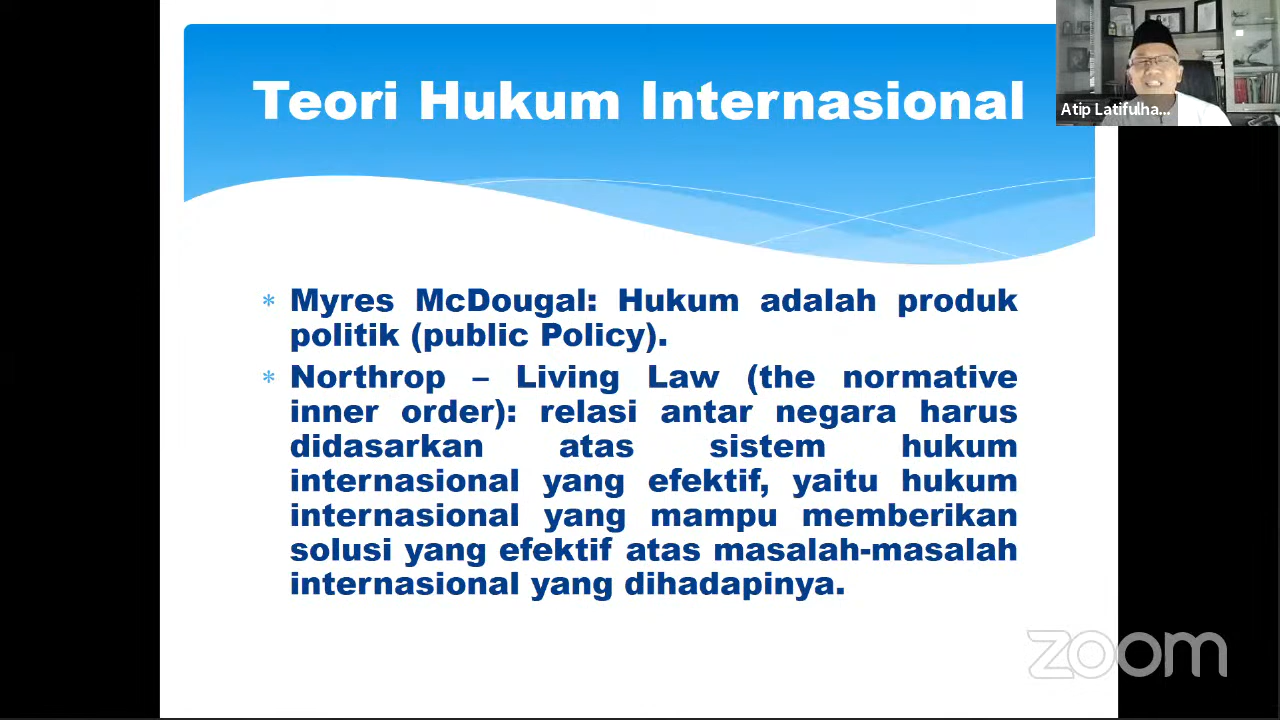 Teori Hukum Internasional
Atip Latifulha...
* Myres McDougal: Hukum adalah produk
politik (public Policy).
* Northrop – Living Law (the normative
inner order): relasi antar negara harus
didasarkan atas sistem hukum
internasional yang efektif, yaitu hukum
internasional yang mampu memberikan
solusi yang efektif atas masalah-masalah
internasional yang dihadapinya.
zoom